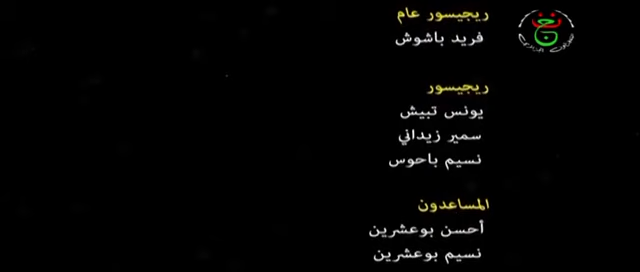 ريجيسور عام
فريد باشوش
ريجيسور
يونس تبيش
سمير زيداني
نسيم باحوس
المساعدون
أحسن بوعشرين
نسيم بوعشرين